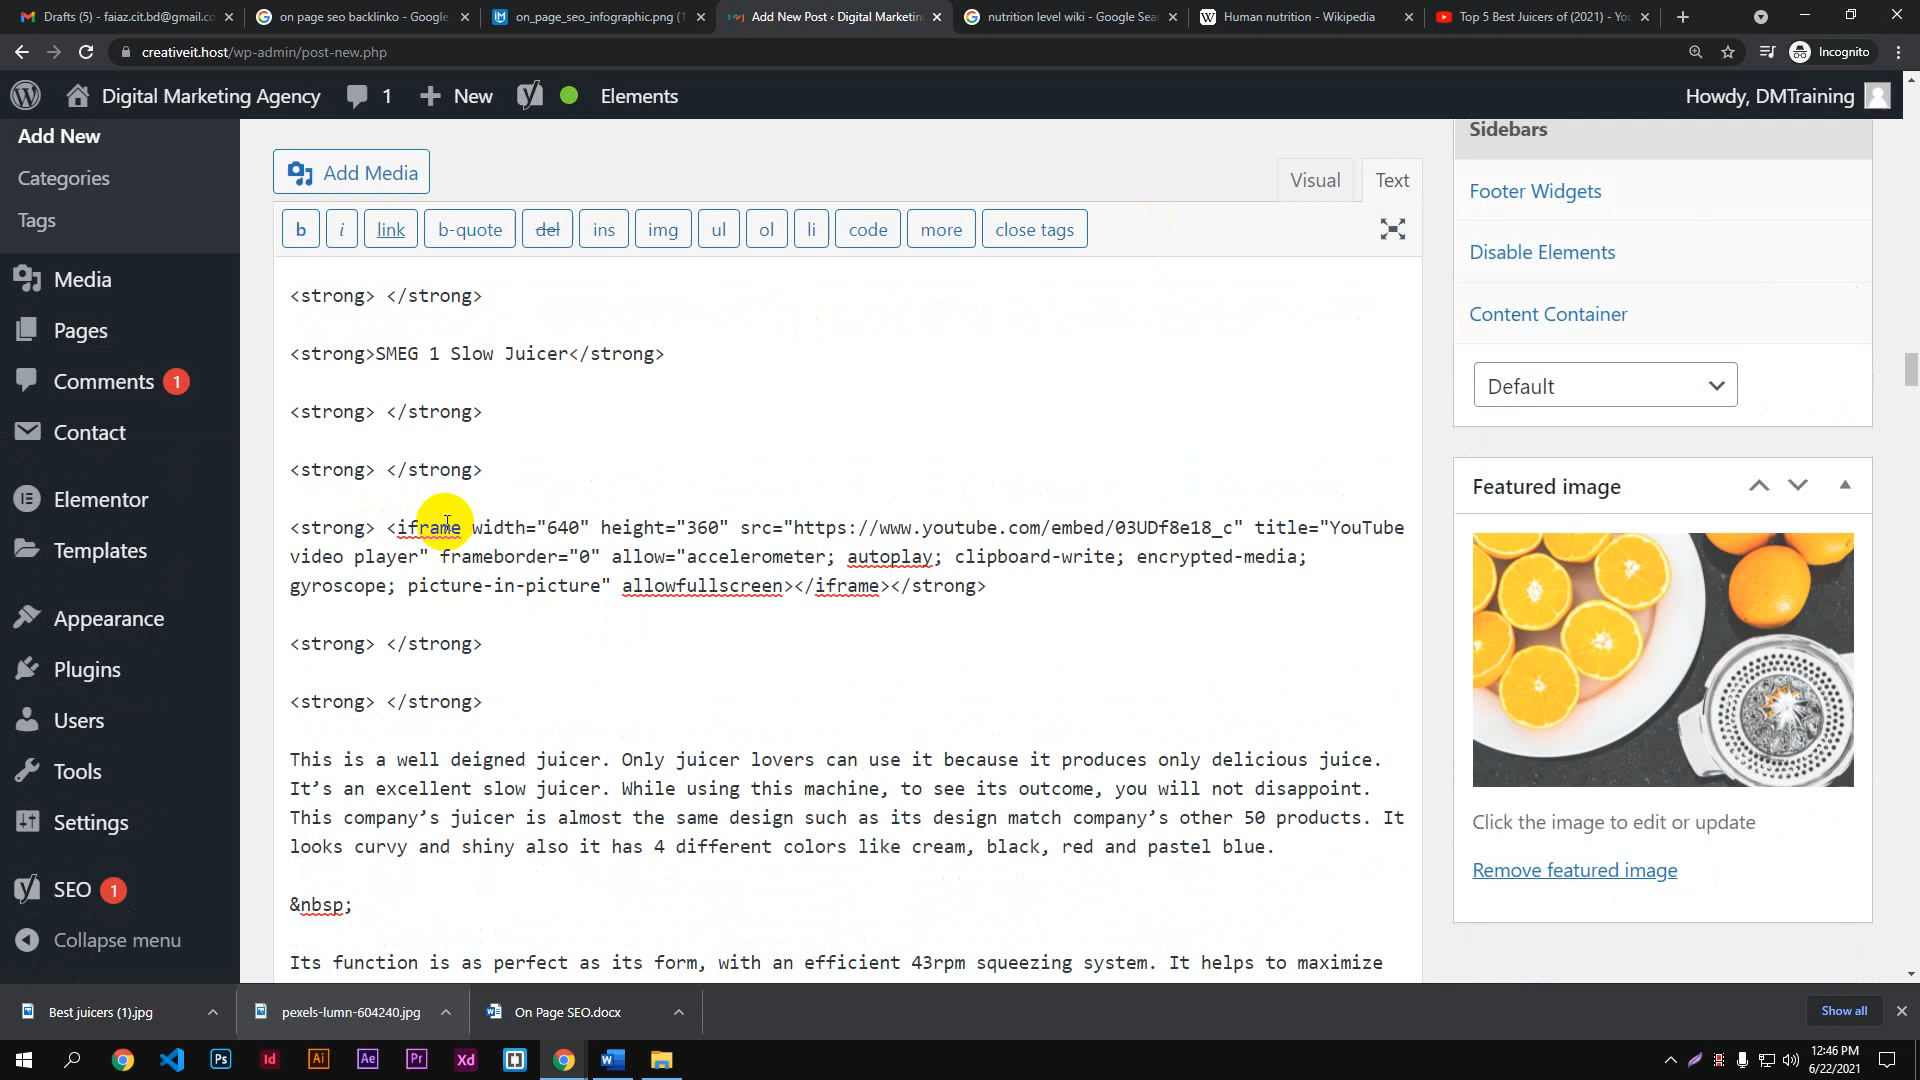 Drafts (5) - faiaz.cit.bd@gmail.co
on page seo backlinko - Google
on_page_seo_infographic.png (1
Add New Post ‹ Digital Marketin
nutrition level wiki - Google Sea
Human nutrition - Wikipedia
Top 5 Best Juicers of (2021) - Yo
creativeit.host/wp-admin/post-new.php
Incognito
Digital Marketing Agency
1
New
Elements
Howdy, DMTraining
Add New
Categories
Tags
Media
Pages
Comments 1
Contact
Elementor
Templates
Appearance
Plugins
Users
Tools
Settings
SEO 1
Collapse menu
Add Media
Visual
Text
b
i
link
b-quote
del
ins
img
ul
ol
li
code
more
close tags
<strong> </strong>
<strong>SMEG 1 Slow Juicer</strong>
<strong> </strong>
<strong> </strong>
<strong> <iframe width="640" height="360" src="https://www.youtube.com/embed/03UDf8e18_c" title="YouTube
video player" frameborder="0" allow="accelerometer; autoplay; clipboard-write; encrypted-media;
gyroscope; picture-in-picture" allowfullscreen></iframe></strong>
<strong> </strong>
<strong> </strong>
This is a well deigned juicer. Only juicer lovers can use it because it produces only delicious juice.
It’s an excellent slow juicer. While using this machine, to see its outcome, you will not disappoint.
This company’s juicer is almost the same design such as its design match company’s other 50 products. It
looks curvy and shiny also it has 4 different colors like cream, black, red and pastel blue.
&nbsp;
Its function is as perfect as its form, with an efficient 43rpm squeezing system. It helps to maximize
Sidebars
Footer Widgets
Disable Elements
Content Container
Default
Featured image
Click the image to edit or update
Remove featured image
Best juicers (1).jpg
pexels-lumn-604240.jpg
On Page SEO.docx
Show all
Ps
Id
Ai
Ae
Pr
Xd
12:46 PM
6/22/2021